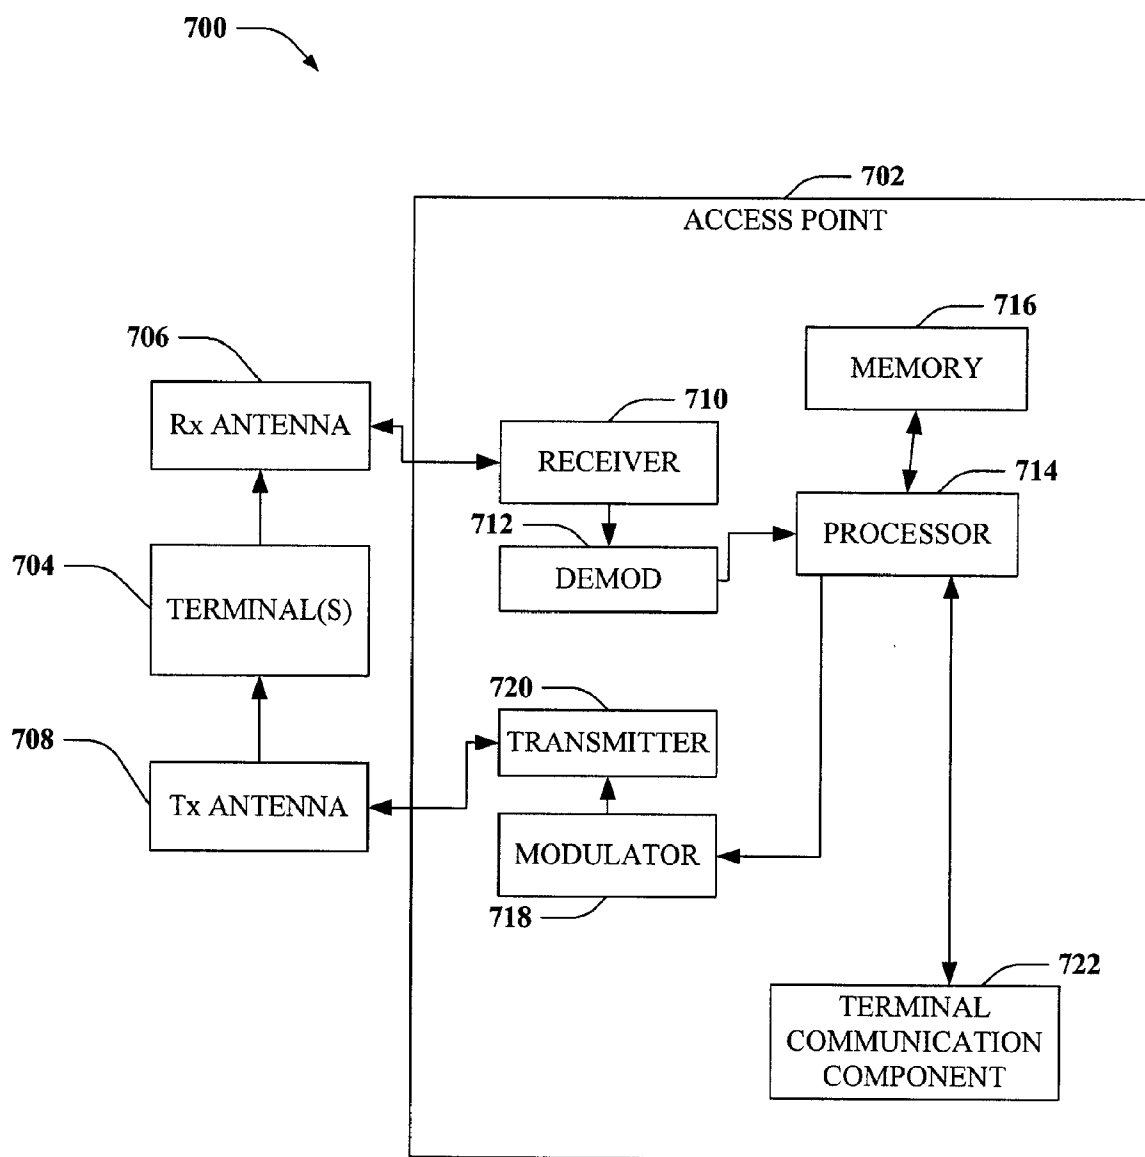 700
702
ACCESS POINT
716
MEMORY
706
Rx ANTENNA
710
RECEIVER
714
PROCESSOR
712
DEMOD
704
TERMINAL(S)
720
TRANSMITTER
708
Tx ANTENNA
MODULATOR
718
722
TERMINAL
COMMUNICATION
COMPONENT